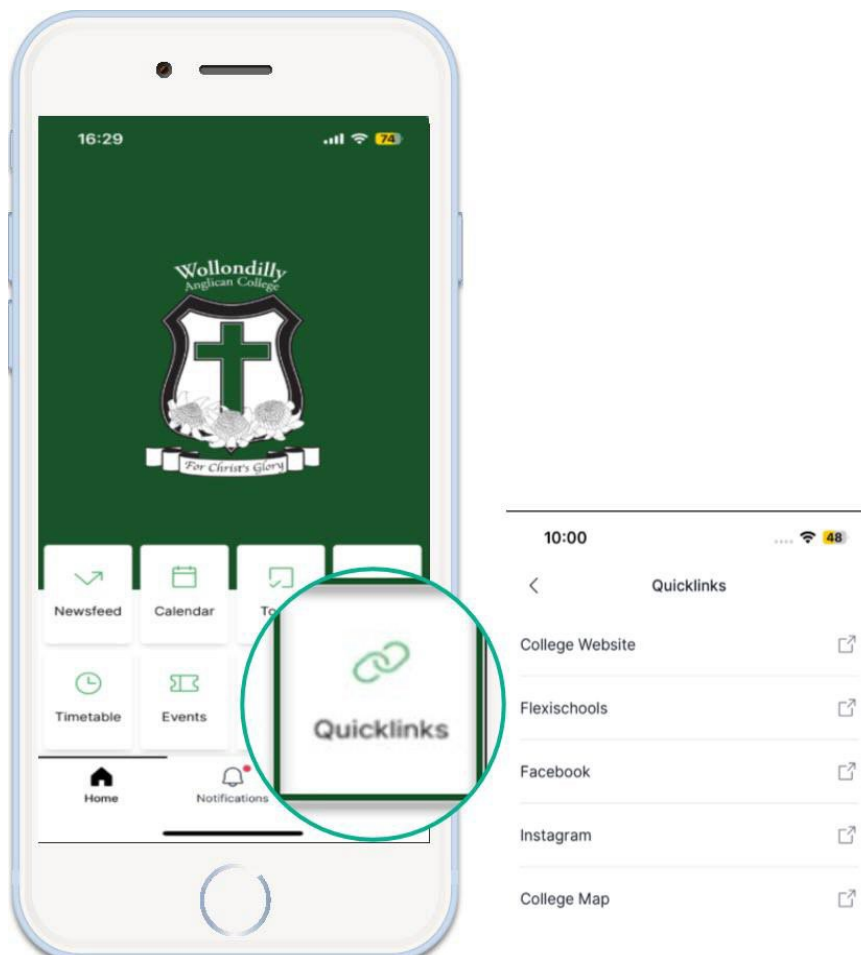 16:29
74
Wollondilly
Anglican College
For Christ's Glory
Newsfeed
Calendar
Timetable
Events
Quicklinks
Home
Notifications
10:00
48
Quicklinks
College Website
Flexischools
Facebook
Instagram
College Map